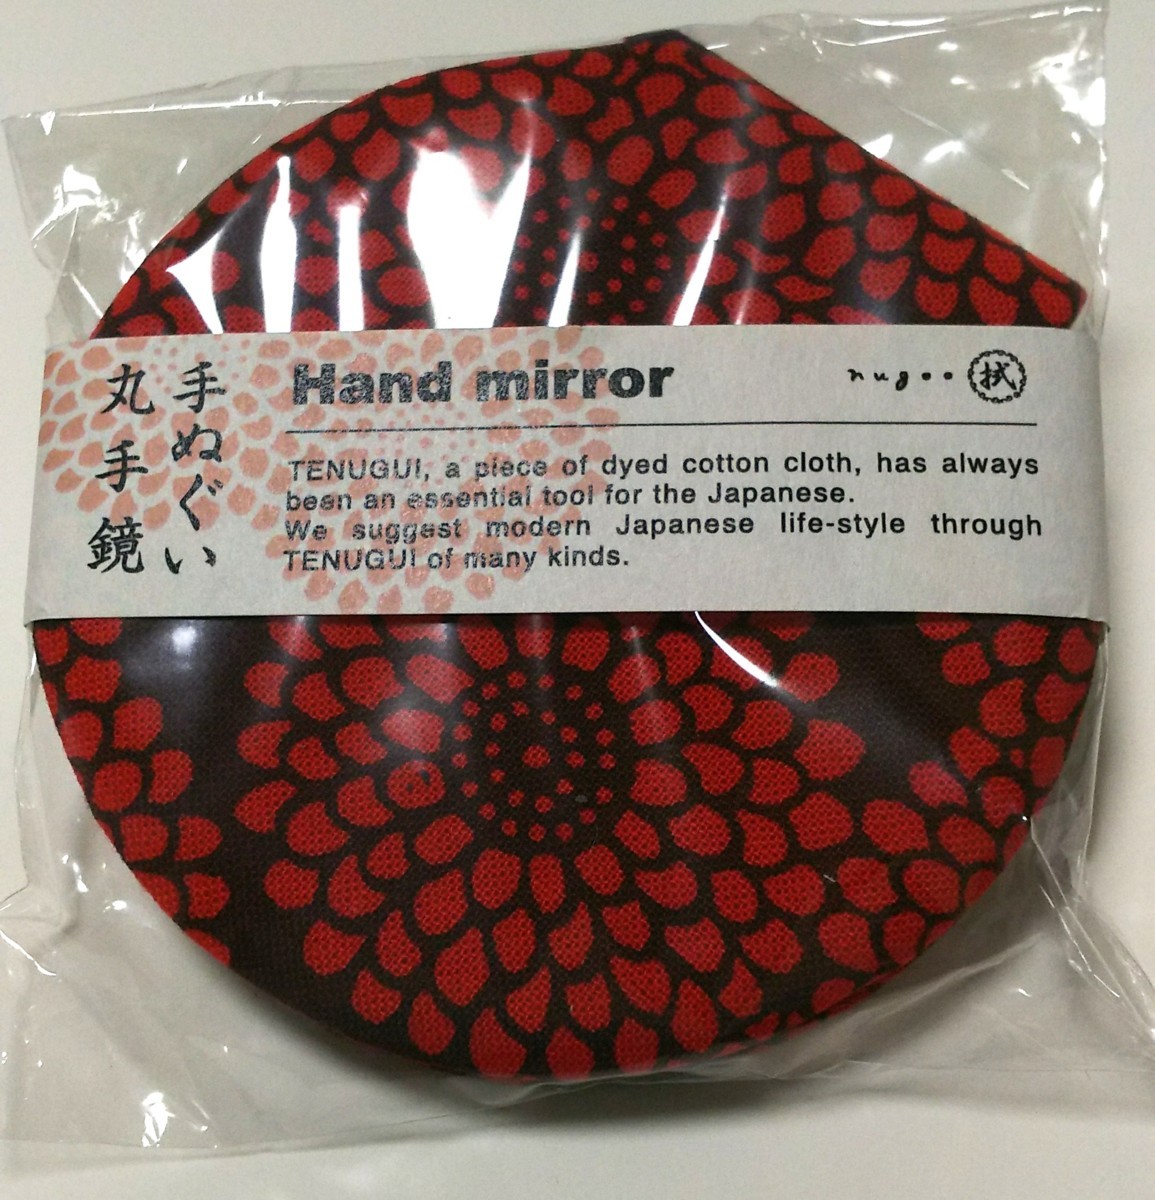 手ぬぐい
丸手鏡
Hand mirror
nugoo 拭
TENUGUI, a piece of dyed cotton cloth, has always
been an essential tool for the Japanese.
We suggest modern Japanese life-style through
TENUGUI of many kinds.